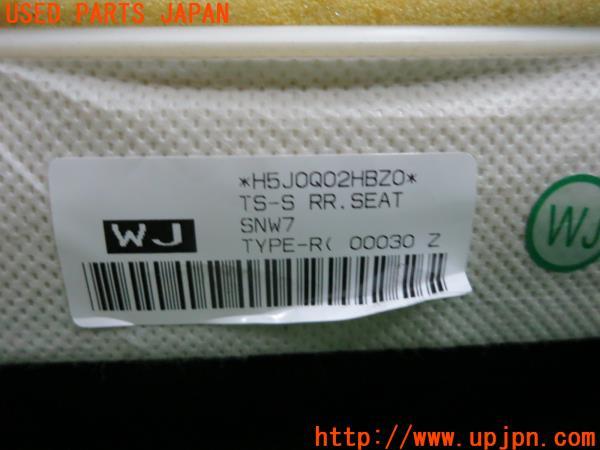 USED PARTS JAPAN
*H5J0Q02HBZ0*
TS-S RR.SEAT
SNW7
WJ
TYPE-R( 00030 Z
WJ
http://www.upjpn.com/